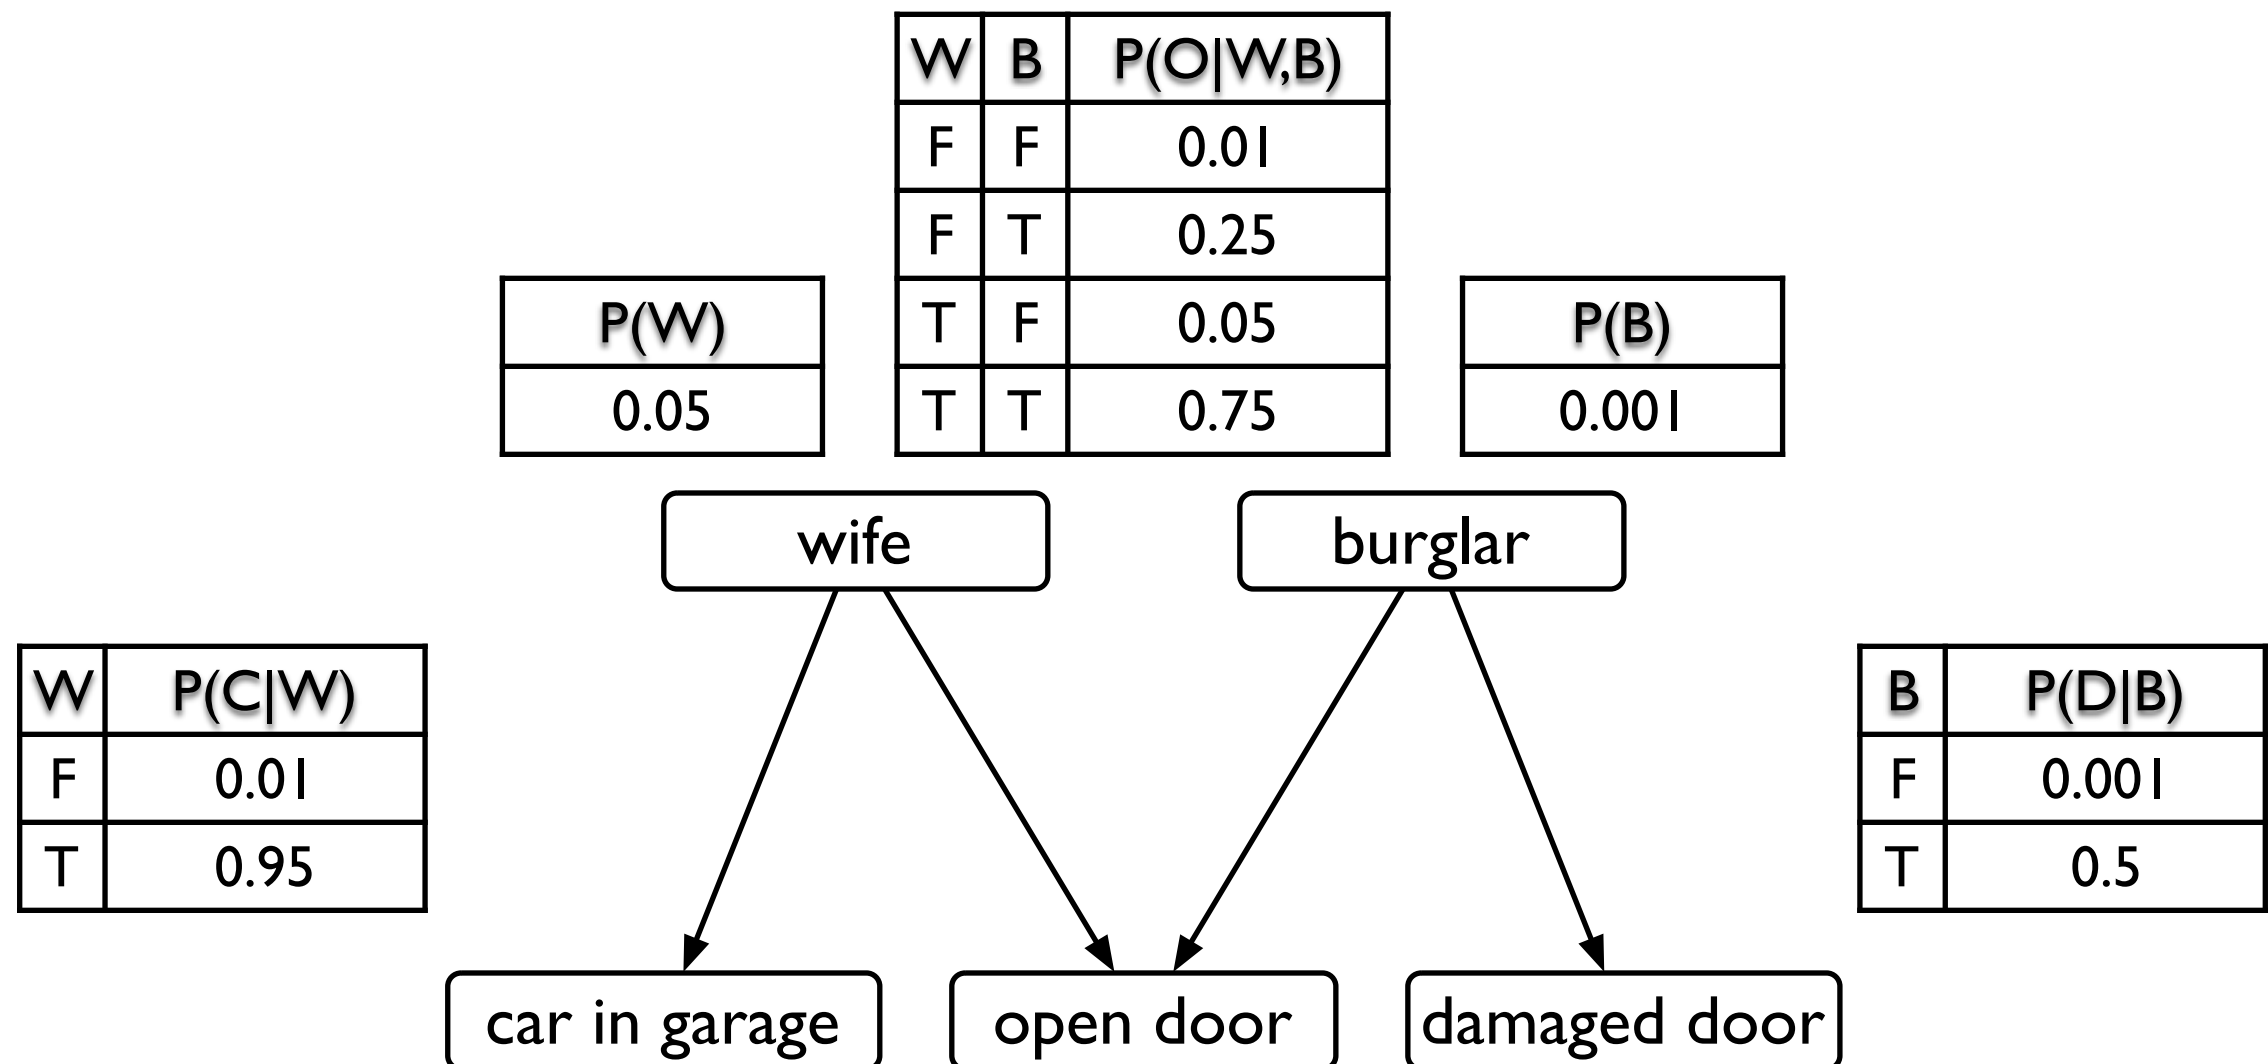 W B P(O|W,B)
F F 0.01
F T 0.25
T F 0.05
T T 0.75
P(W)
0.05
P(B)
0.001
wife
burglar
W P(C|W)
F 0.01
T 0.95
B P(D|B)
F 0.001
T 0.5
car in garage
open door
damaged door